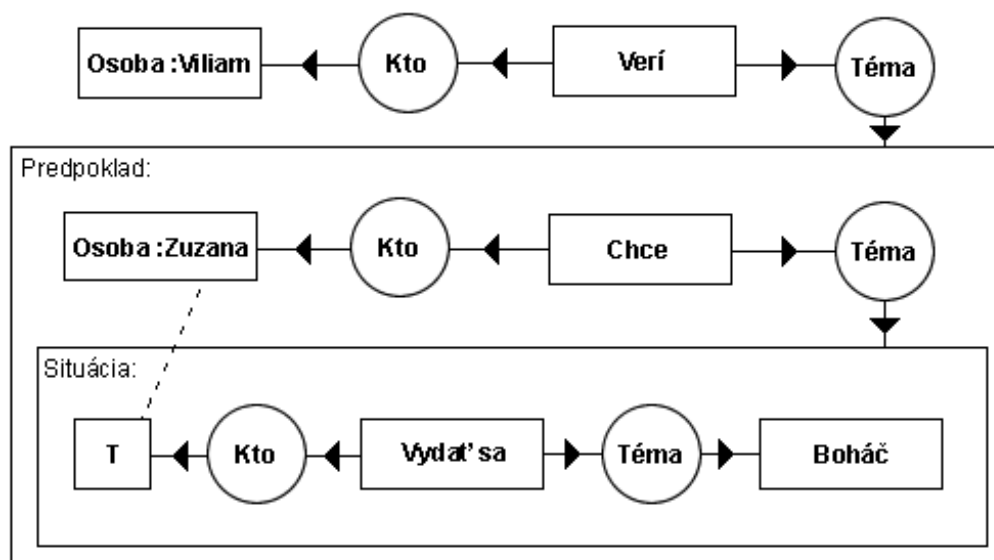 Osoba :Viliam Kto Verí Téma
Predpoklad:
Osoba :Zuzana Kto Chce Téma
Situácia:
T Kto Vydať sa Téma Boháč